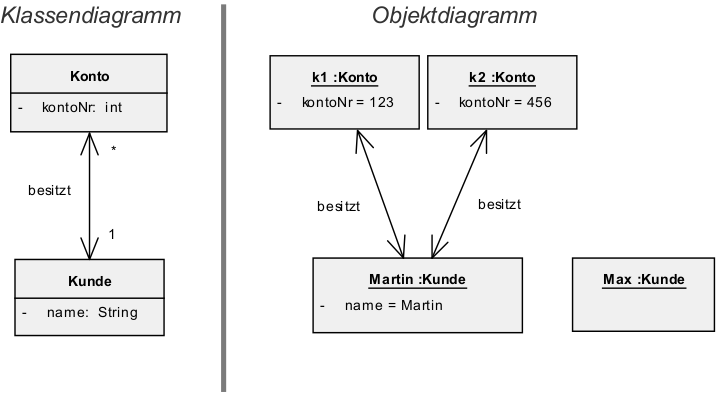 Klassendiagramm
Objektdiagramm
Konto
- kontoNr: int
*
besitzt
1
Kunde
- name: String
k1 :Konto
- kontoNr = 123
k2 :Konto
- kontoNr = 456
besitzt
besitzt
Martin :Kunde
- name = Martin
Max :Kunde